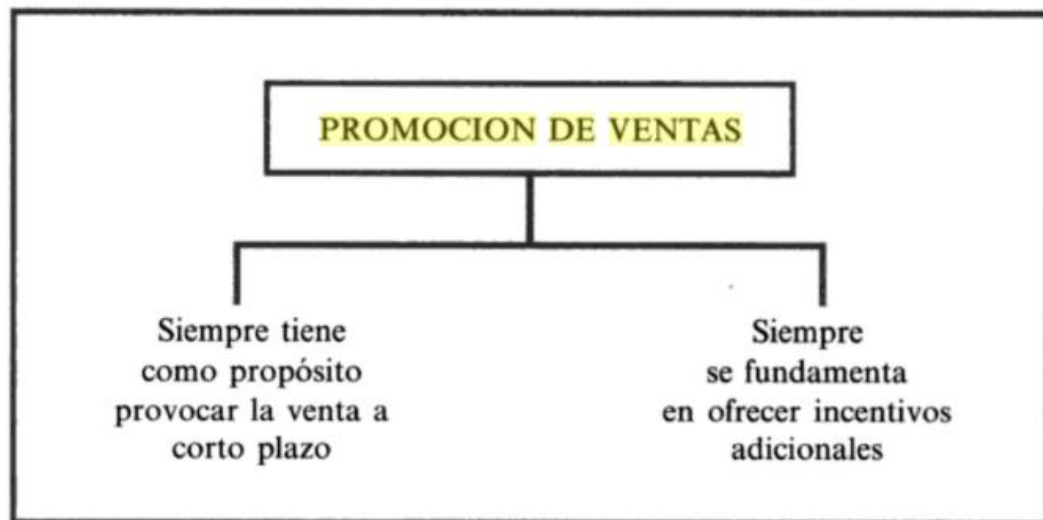 PROMOCION DE VENTAS
Siempre tiene
como propósito
provocar la venta a
corto plazo
Siempre
se fundamenta
en ofrecer incentivos
adicionales